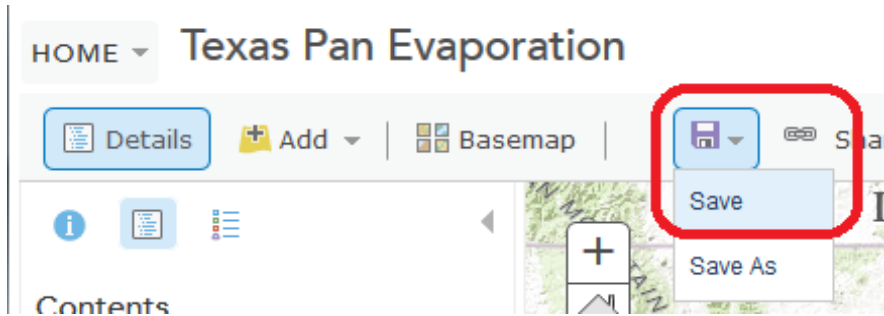 HOME Texas Pan Evaporation
Details Add Basemap
Save
Save As
Contents